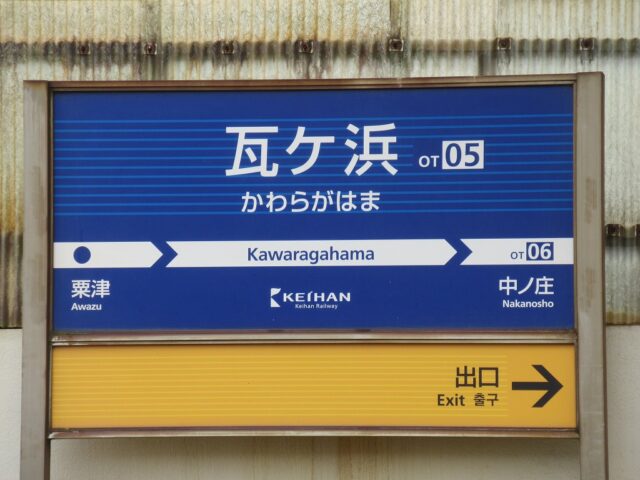 瓦ケ浜 OT 05
かわらがはま
Kawaragahama
OT 06
粟津
Awazu
中ノ庄
Nakanosho
KEIHAN
Keihan Railway
出口
Exit 출구